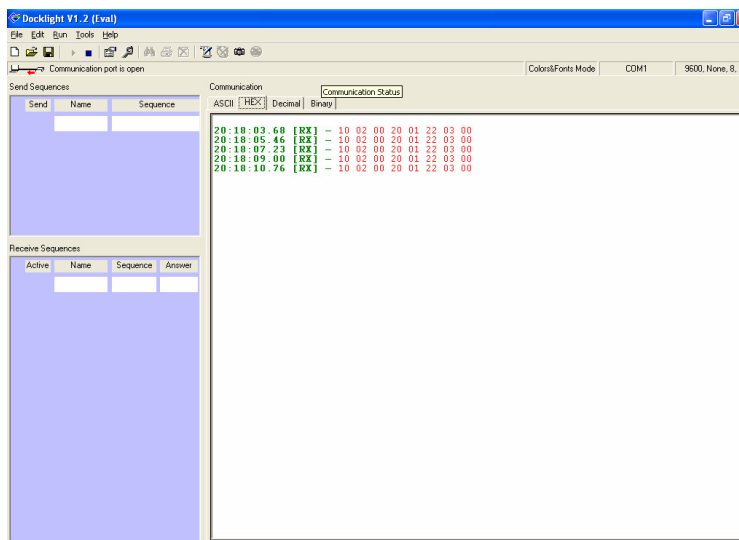 Docklight V1.2 (Eval)
File Edit Run Tools Help
Communication port is open Colors&Fonts Mode COM1 9600, None, 8,
Send Sequences
Send Name Sequence
Communication
Communication Status
ASCII HEX Decimal Binary
20:18:03.68 [RX] – 10 02 00 20 01 22 03 00
20:18:05.46 [RX] – 10 02 00 20 01 22 03 00
20:18:07.23 [RX] – 10 02 00 20 01 22 03 00
20:18:09.00 [RX] – 10 02 00 20 01 22 03 00
20:18:10.76 [RX] – 10 02 00 20 01 22 03 00
Receive Sequences
Active Name Sequence Answer